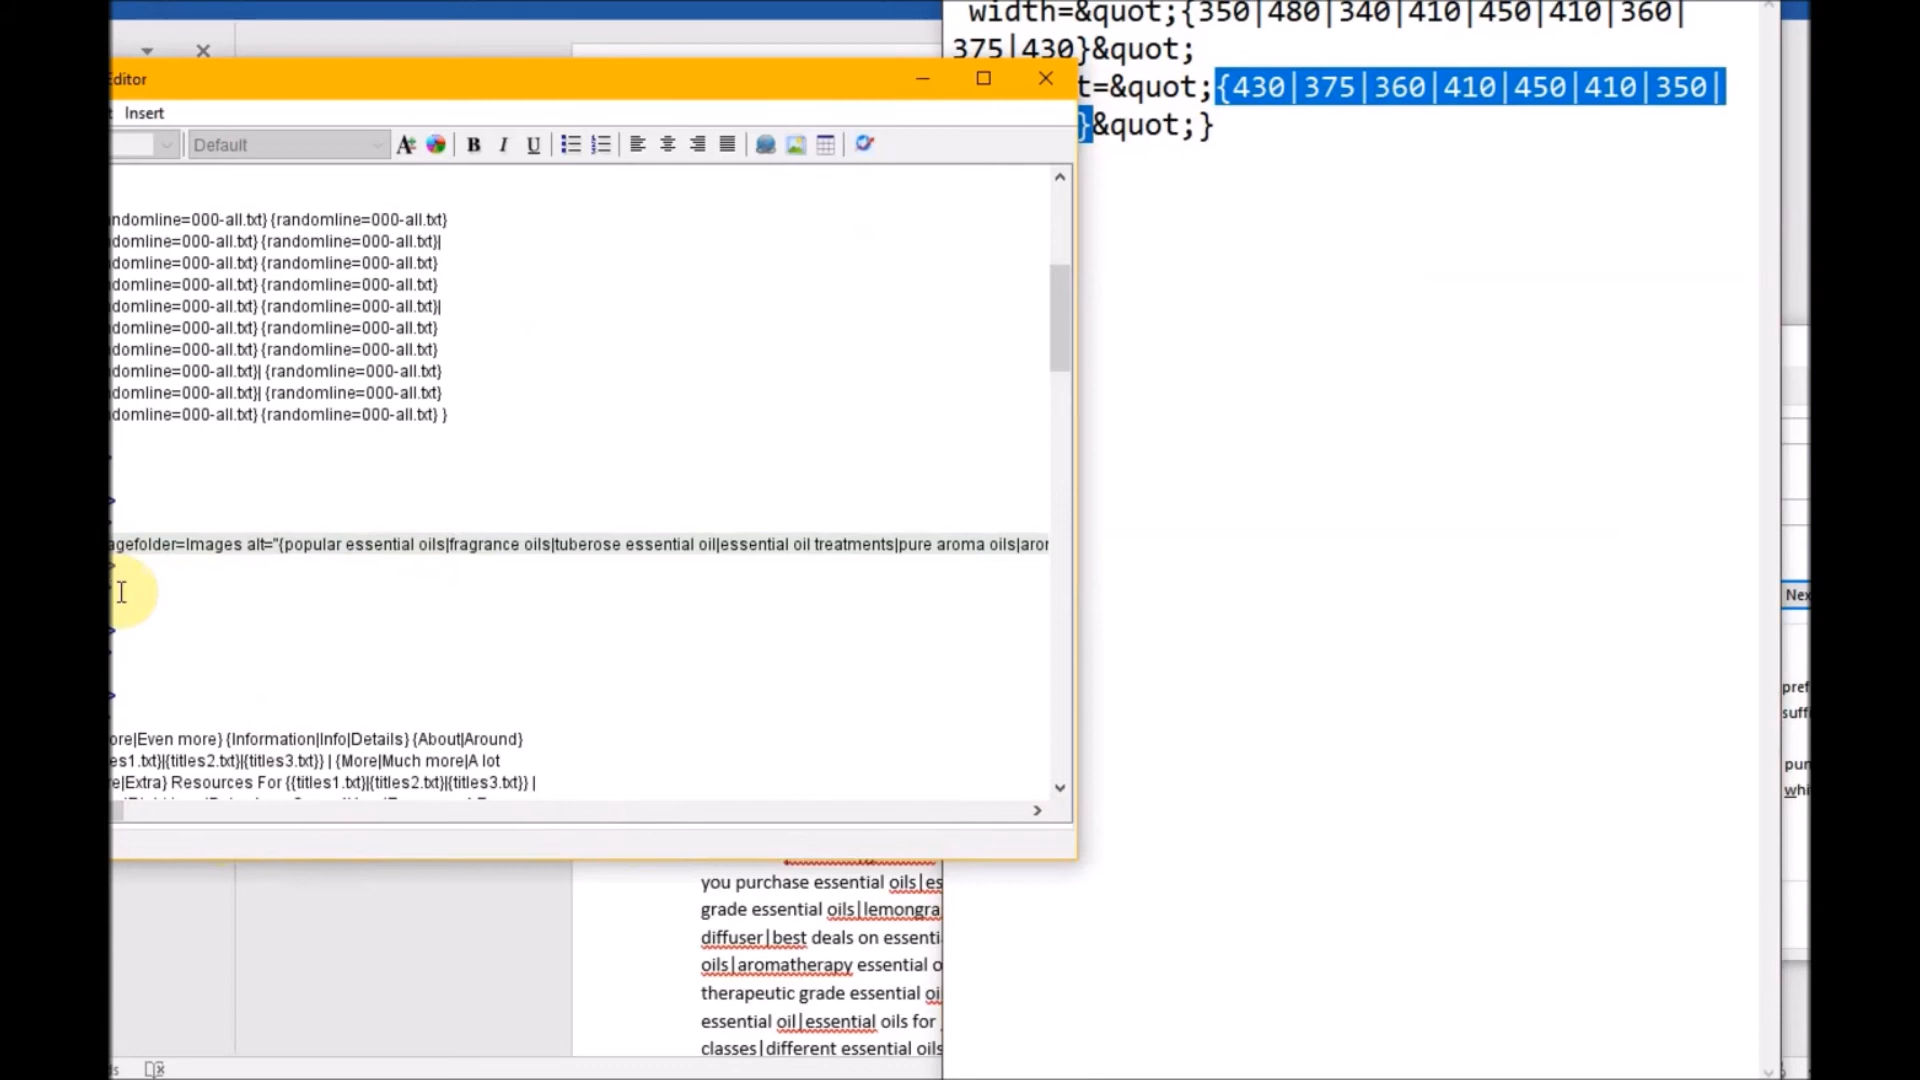 width=&quot;{350|480|340|410|450|410|360|
375|430}&quot;
t=&quot;{430|375|360|410|450|410|350|
}&quot;}
Editor
Insert
Default
B I U
ndomline=000-all.txt} {randomline=000-all.txt}
domline=000-all.txt} {randomline=000-all.txt}|
domline=000-all.txt} {randomline=000-all.txt}
domline=000-all.txt} {randomline=000-all.txt}
domline=000-all.txt} {randomline=000-all.txt}|
domline=000-all.txt} {randomline=000-all.txt}
domline=000-all.txt} {randomline=000-all.txt}
domline=000-all.txt}| {randomline=000-all.txt}
domline=000-all.txt}| {randomline=000-all.txt}
domline=000-all.txt} {randomline=000-all.txt} }
agefolder=Images alt="{popular essential oils|fragrance oils|tuberose essential oil|essential oil treatments|pure aroma oils|aror
ore|Even more} {Information|Info|Details} {About|Around}
les1.txt}|{titles2.txt}|{titles3.txt}} | {More|Much more|A lot
re|Extra} Resources For {{titles1.txt}|{titles2.txt}|{titles3.txt}} |
Nex
pref
suffi
pun
whi
you purchase essential oils|es
grade essential oils|lemongra
diffuser|best deals on essenti
oils|aromatherapy essential o
therapeutic grade essential oi
essential oil|essential oils for
classes|different essential oils